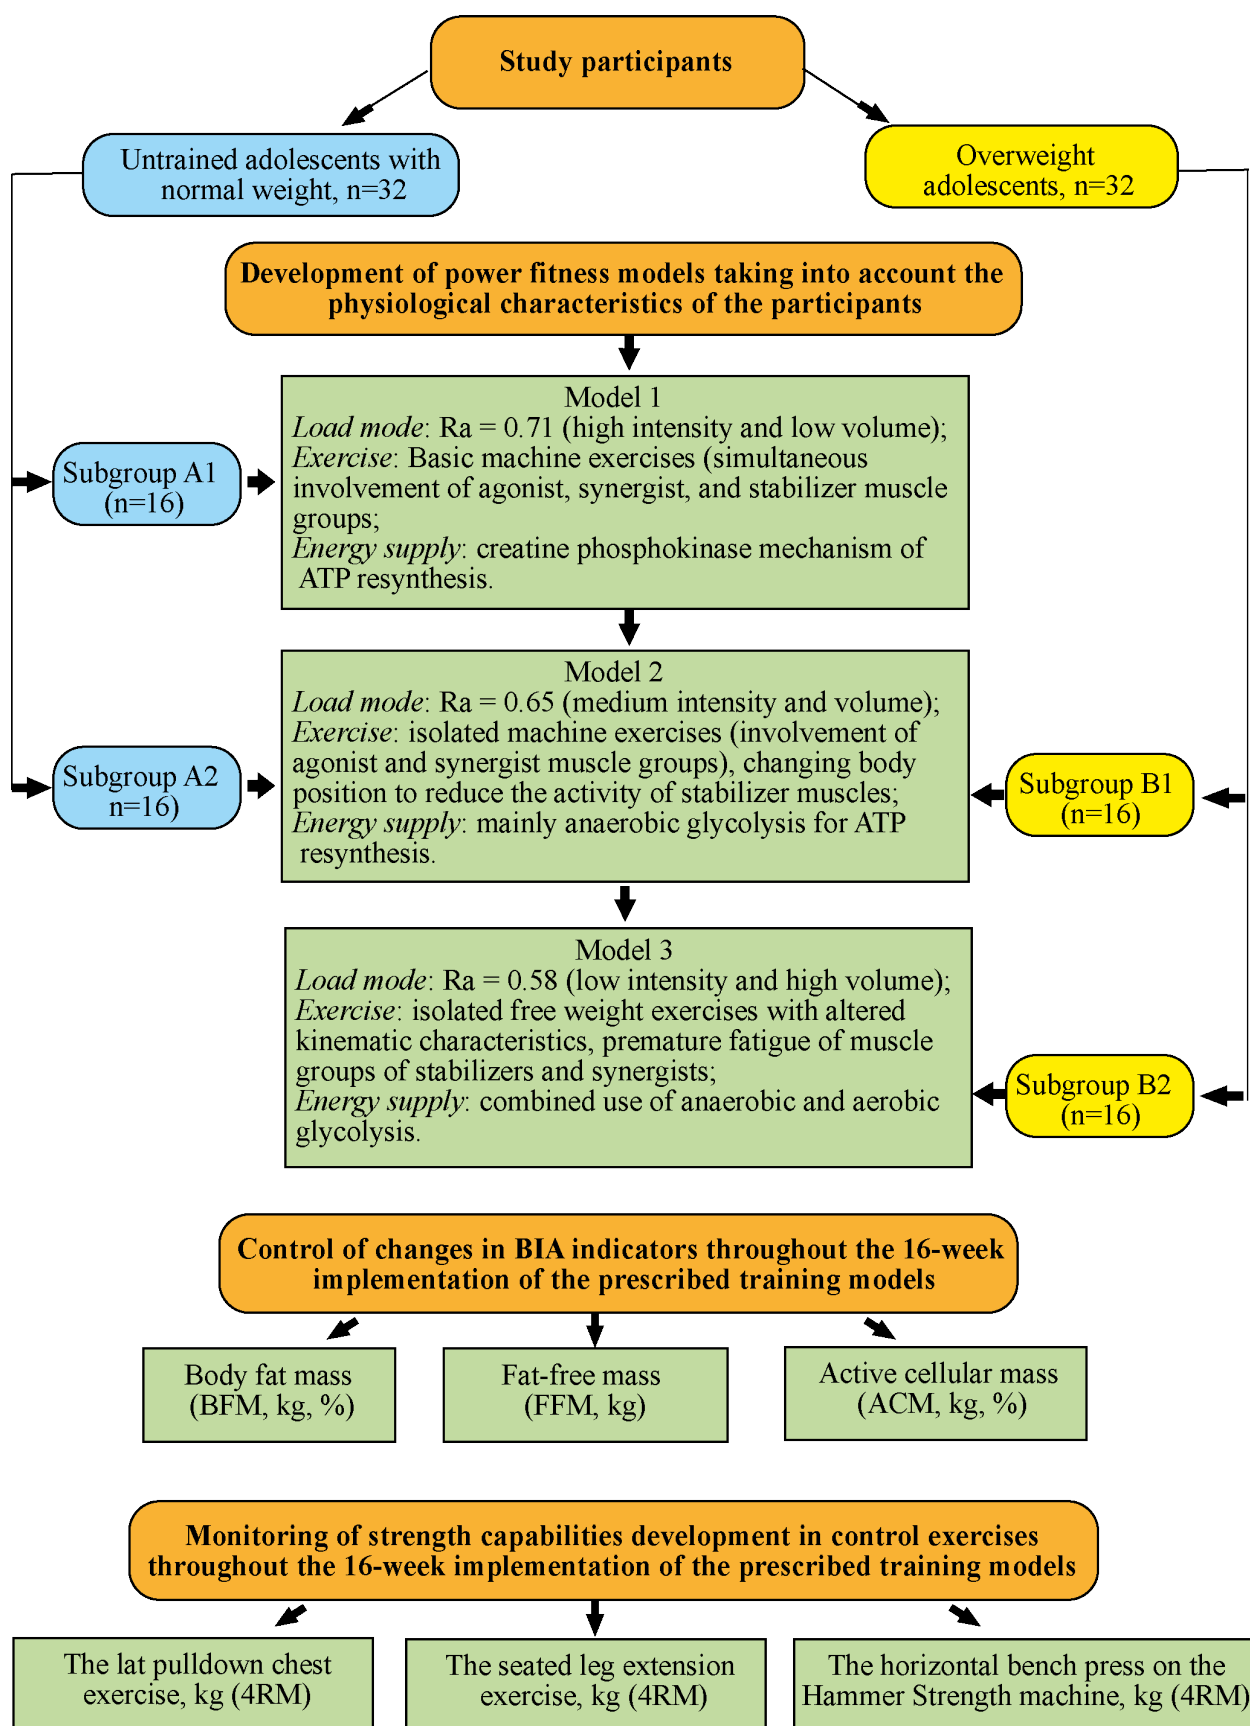 Study participants
Untrained adolescents with
normal weight, n=32
Overweight
adolescents, n=32
Development of power fitness models taking into account the
physiological characteristics of the participants
Model 1
Load mode: Ra = 0.71 (high intensity and low volume);
Exercise: Basic machine exercises (simultaneous
involvement of agonist, synergist, and stabilizer muscle
groups;
Energy supply: creatine phosphokinase mechanism of
ATP resynthesis.
Subgroup A1
(n=16)
Model 2
Load mode: Ra = 0.65 (medium intensity and volume);
Exercise: isolated machine exercises (involvement of
agonist and synergist muscle groups), changing body
position to reduce the activity of stabilizer muscles;
Energy supply: mainly anaerobic glycolysis for ATP
resynthesis.
Subgroup A2
n=16)
Subgroup B1
(n=16)
Model 3
Load mode: Ra = 0.58 (low intensity and high volume);
Exercise: isolated free weight exercises with altered
kinematic characteristics, premature fatigue of muscle
groups of stabilizers and synergists;
Energy supply: combined use of anaerobic and aerobic
glycolysis.
Subgroup B2
(n=16)
Control of changes in BIA indicators throughout the 16-week
implementation of the prescribed training models
Body fat mass
(BFM, kg, %)
Fat-free mass
(FFM, kg)
Active cellular mass
(ACM, kg, %)
Monitoring of strength capabilities development in control exercises
throughout the 16-week implementation of the prescribed training models
The lat pulldown chest
exercise, kg (4RM)
The seated leg extension
exercise, kg (4RM)
The horizontal bench press on the
Hammer Strength machine, kg (4RM)